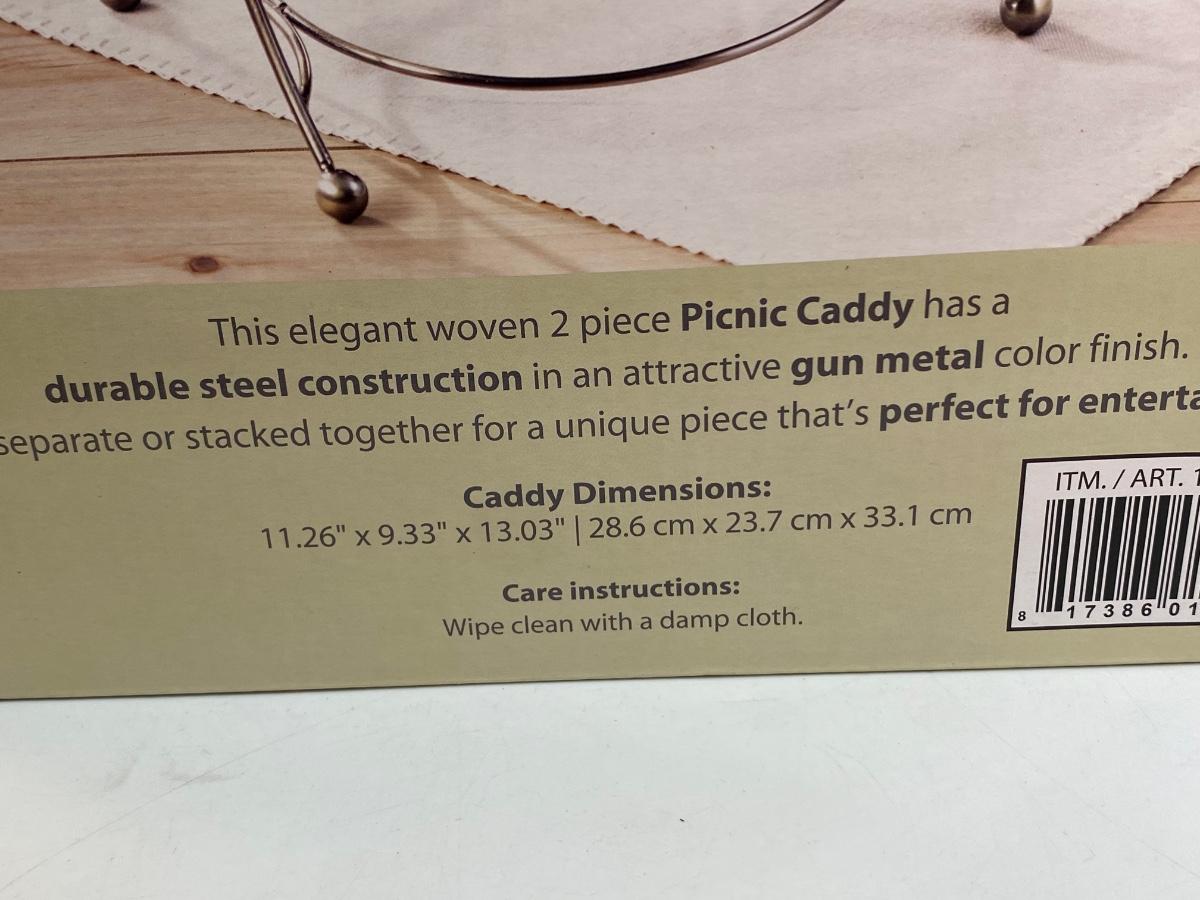 This elegant woven 2 piece Picnic Caddy has a
durable steel construction in an attractive gun metal color finish.
separate or stacked together for a unique piece that's perfect for
Caddy Dimensions:
11.26" x 9.33" x 13.03" | 28.6 cm x 23.7 cm x 33.1 cm
Care instructions:
Wipe clean with a damp cloth.
ITM. / ART.
8 17386 01